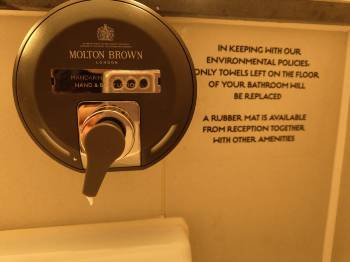 MOLTON BROWN
LONDON
MANDARIN
HAND & B
IN KEEPING WITH OUR
ENVIRONMENTAL POLICIES,
ONLY TOWELS LEFT ON THE FLOOR
OF YOUR BATHROOM WILL
BE REPLACED
A RUBBER MAT IS AVAILABLE
FROM RECEPTION TOGETHER
WITH OTHER AMENITIES